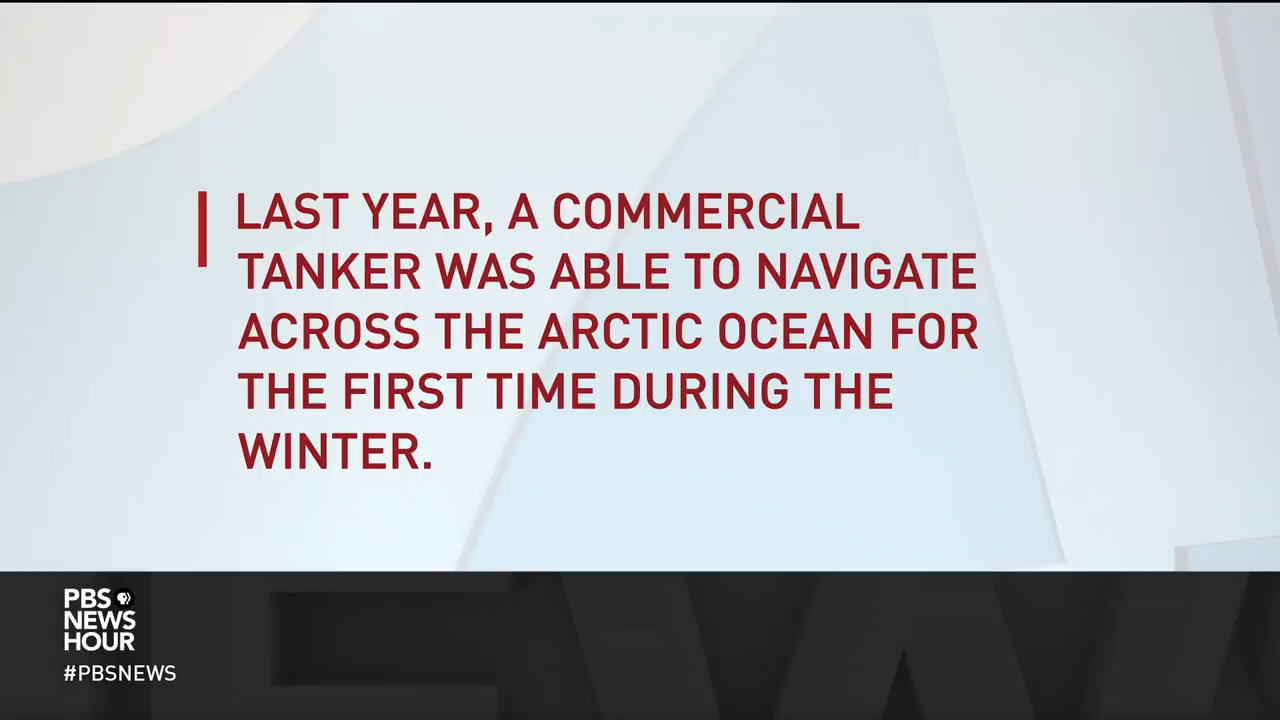 LAST YEAR, A COMMERCIAL
TANKER WAS ABLE TO NAVIGATE
ACROSS THE ARCTIC OCEAN FOR
THE FIRST TIME DURING THE
WINTER.
PBS
NEWS
HOUR
#PBSNEWS